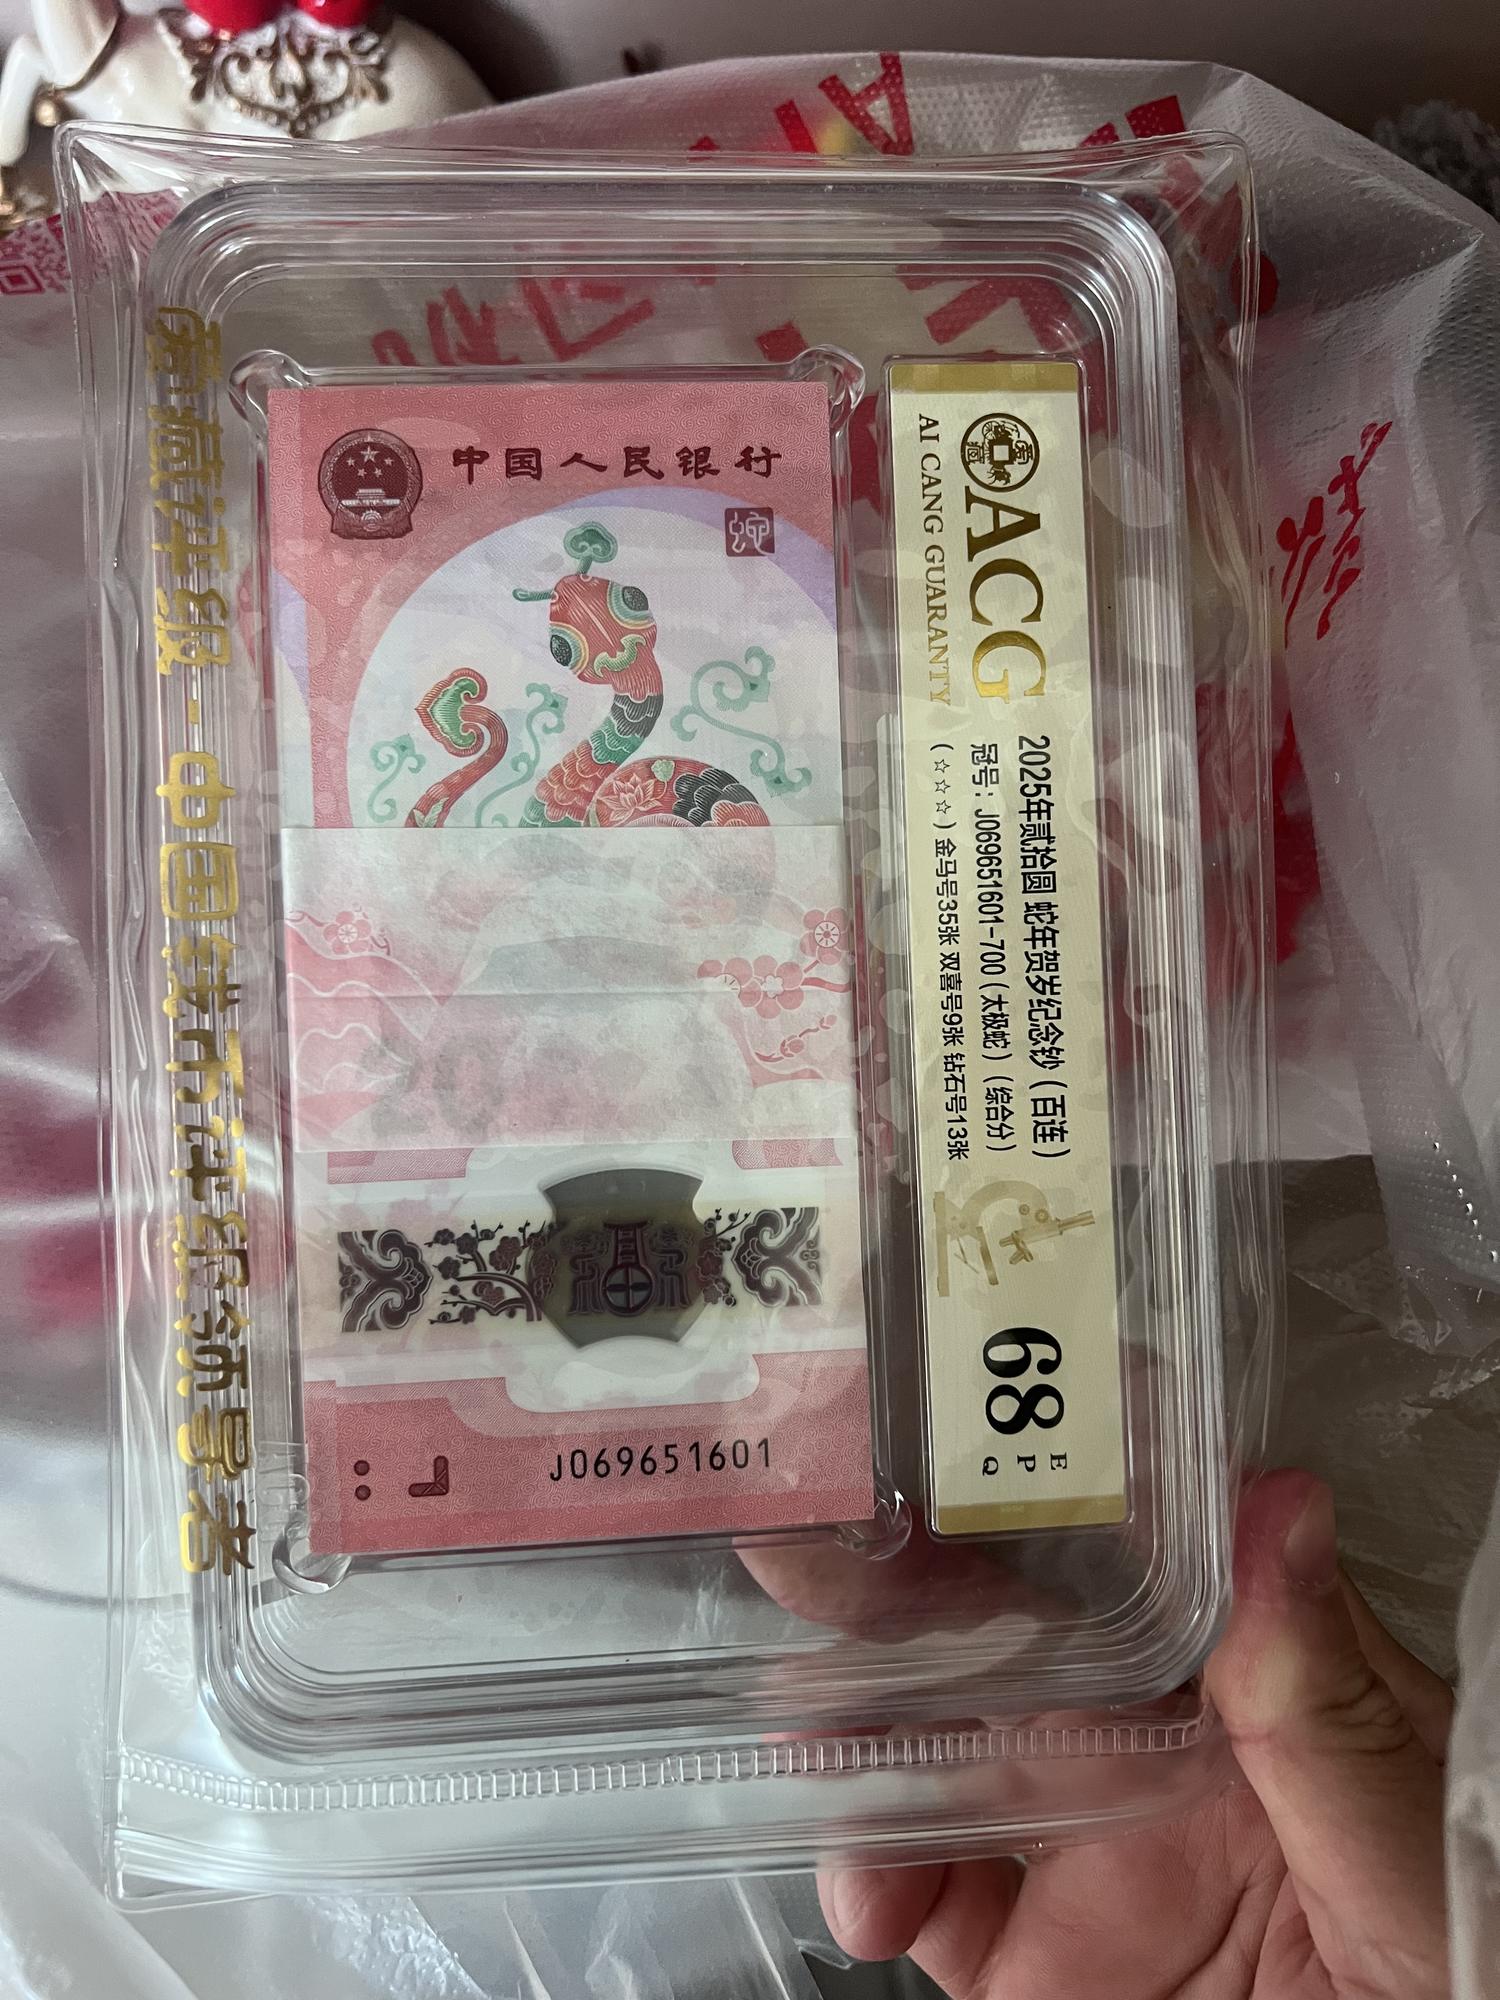 中国人民银行
蛇
20
J069651601
ACG
AI CANG GUARANTY
2025年贰拾圆 蛇年贺岁纪念钞（百连）
冠号：J069651601-700（太极蛇）（综合分）
（☆☆☆）金马号35张 双喜号9张 钻石号13张
68
E
P
Q
爱藏评级-中国钱币评级领导者